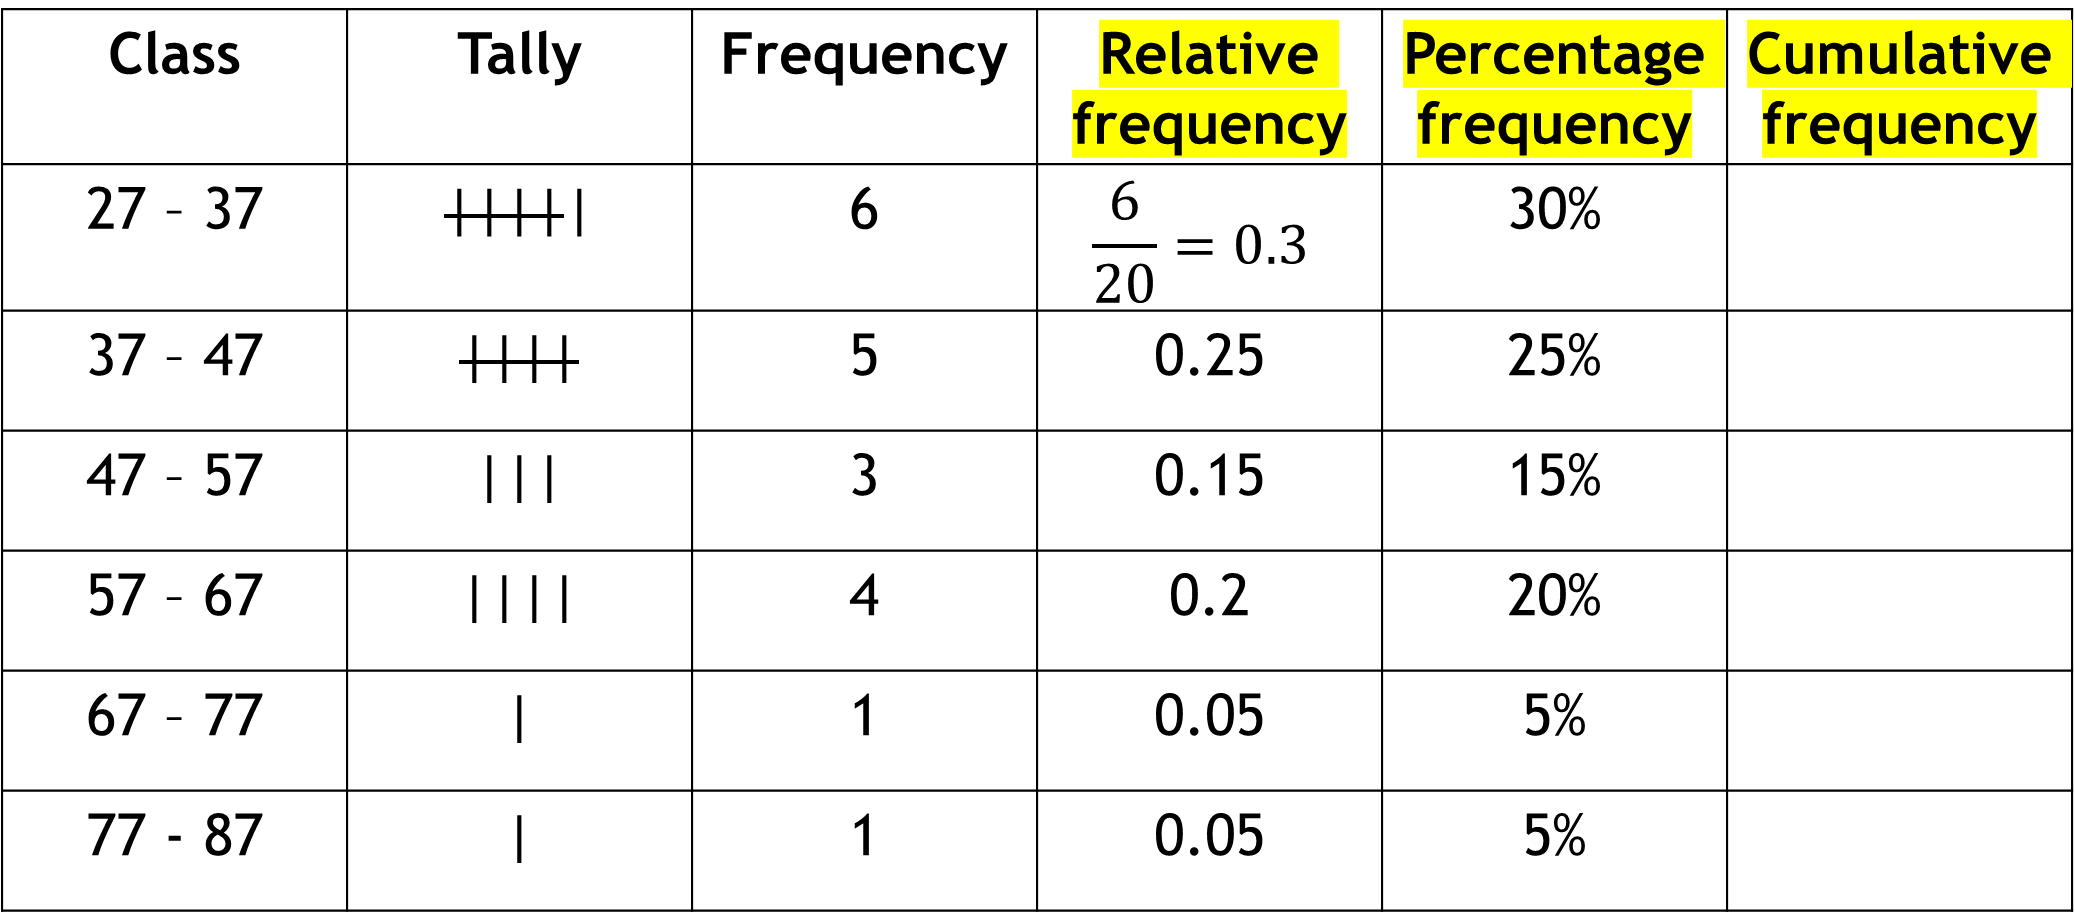 Class Tally Frequency Relative frequency Percentage frequency Cumulative frequency
27 – 37 𝍸| 6 6/20 = 0.3 30%
37 – 47 𝍸 5 0.25 25%
47 – 57 ||| 3 0.15 15%
57 – 67 |||| 4 0.2 20%
67 – 77 | 1 0.05 5%
77 - 87 | 1 0.05 5%